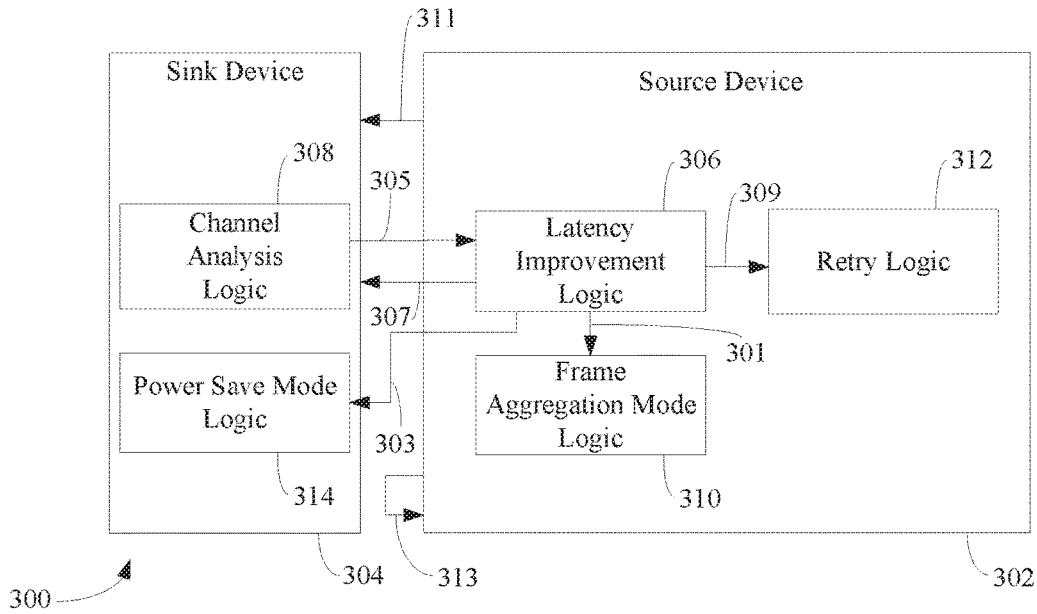 311
Sink Device
Source Device
308
305
306
309
312
Channel
Analysis
Logic
Latency
Improvement
Logic
Retry Logic
307
301
Power Save Mode
Logic
Frame
Aggregation Mode
Logic
303
314
310
313
304
302
300